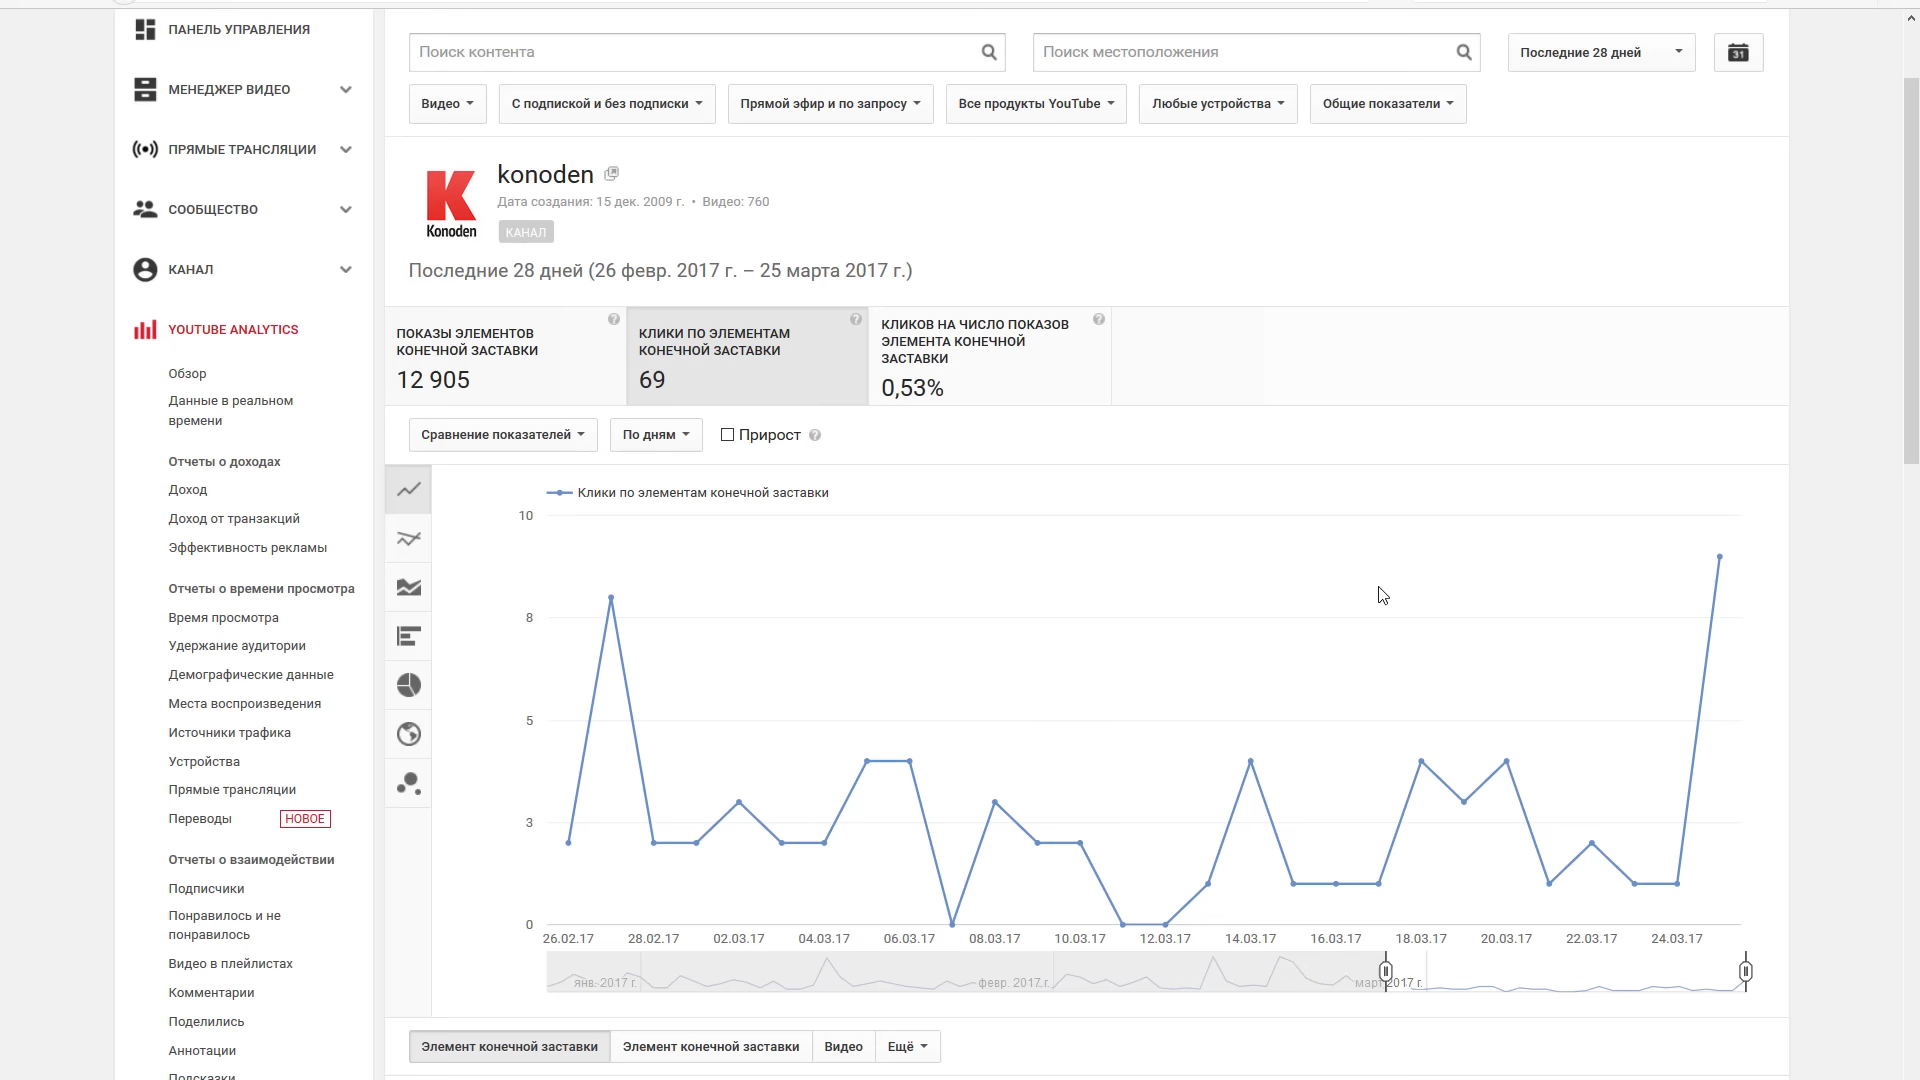 ПАНЕЛЬ УПРАВЛЕНИЯ
МЕНЕДЖЕР ВИДЕО
ПРЯМЫЕ ТРАНСЛЯЦИИ
СООБЩЕСТВО
КАНАЛ
YOUTUBE ANALYTICS
Обзор
Данные в реальном
времени
Отчеты о доходах
Доход
Доход от транзакций
Эффективность рекламы
Отчеты о времени просмотра
Время просмотра
Удержание аудитории
Демографические данные
Места воспроизведения
Источники трафика
Устройства
Прямые трансляции
Переводы НОВОЕ
Отчеты о взаимодействии
Подписчики
Понравилось и не
понравилось
Видео в плейлистах
Комментарии
Поделились
Аннотации
Подсказки
Поиск контента
Поиск местоположения
Последние 28 дней
31
Видео
С подпиской и без подписки
Прямой эфир и по запросу
Все продукты YouTube
Любые устройства
Общие показатели
K
Konoden
konoden
Дата создания: 15 дек. 2009 г. • Видео: 760
КАНАЛ
Последние 28 дней (26 февр. 2017 г. – 25 марта 2017 г.)
ПОКАЗЫ ЭЛЕМЕНТОВ
КОНЕЧНОЙ ЗАСТАВКИ
12 905
?
КЛИКИ ПО ЭЛЕМЕНТАМ
КОНЕЧНОЙ ЗАСТАВКИ
69
?
КЛИКОВ НА ЧИСЛО ПОКАЗОВ
ЭЛЕМЕНТА КОНЕЧНОЙ
ЗАСТАВКИ
0,53%
?
Сравнение показателей
По дням
Прирост ?
Клики по элементам конечной заставки
10
8
5
3
0
26.02.17 28.02.17 02.03.17 04.03.17 06.03.17 08.03.17 10.03.17 12.03.17 14.03.17 16.03.17 18.03.17 20.03.17 22.03.17 24.03.17
янв. 2017 г. февр. 2017 г. март 2017 г.
Элемент конечной заставки Элемент конечной заставки Видео Ещё